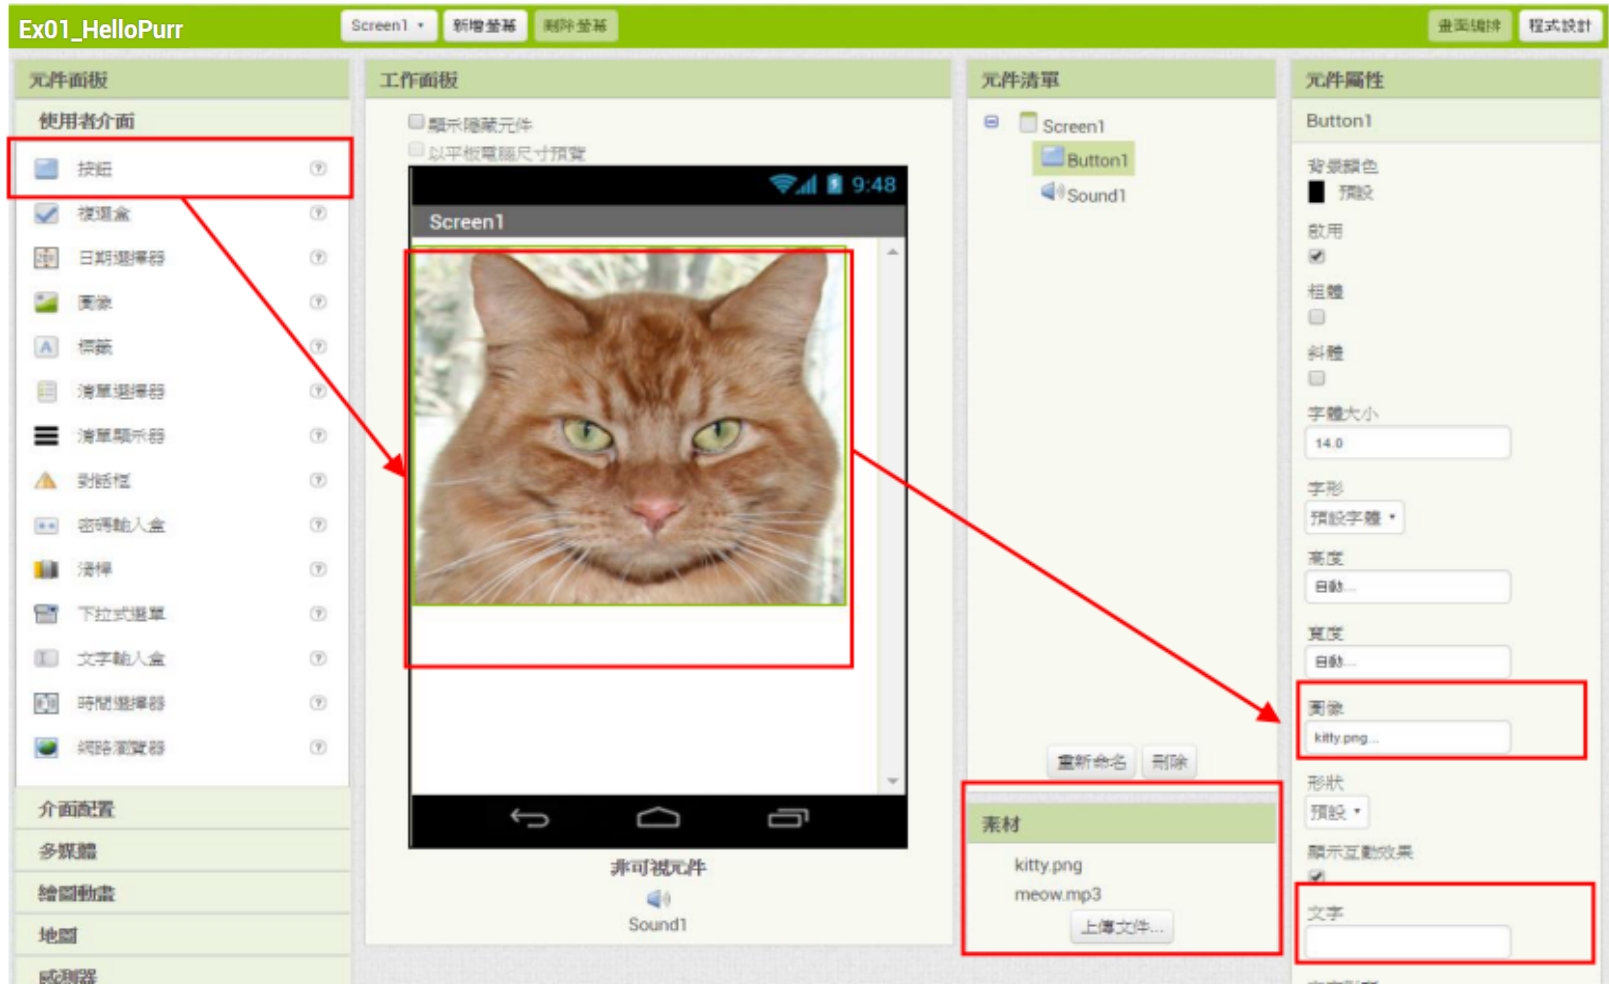 Ex01_HelloPurr
Screen1
新增螢幕
刪除螢幕
畫面編排
程式設計
元件面板
使用者介面
按鈕
複選盒
日期選擇器
圖像
標籤
清單選擇器
清單顯示器
對話框
密碼輸入盒
滑桿
下拉式選單
文字輸入盒
時間選擇器
網路瀏覽器
介面配置
多媒體
繪圖動畫
地圖
感測器
工作面板
顯示隱藏元件
以平板電腦尺寸預覽
9:48
Screen1
非可視元件
Sound1
元件清單
Screen1
Button1
Sound1
重新命名
刪除
素材
kitty.png
meow.mp3
上傳文件...
元件屬性
Button1
背景顏色
預設
啟用
粗體
斜體
字體大小
14.0
字形
預設字體
高度
自動...
寬度
自動...
圖像
kitty.png...
形狀
預設
顯示互動效果
文字